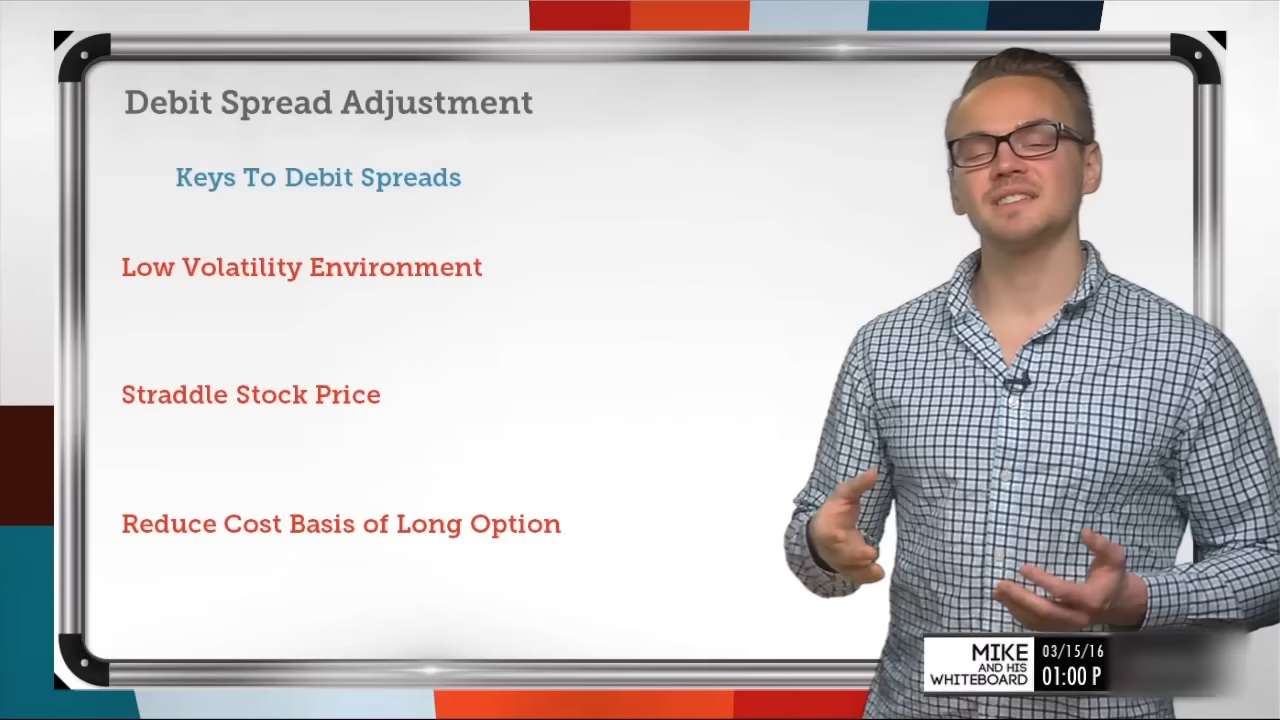 Debit Spread Adjustment
Keys To Debit Spreads
Low Volatility Environment
Straddle Stock Price
Reduce Cost Basis of Long Option
MIKE
AND HIS
WHITEBOARD
03/15/16
01:00 P